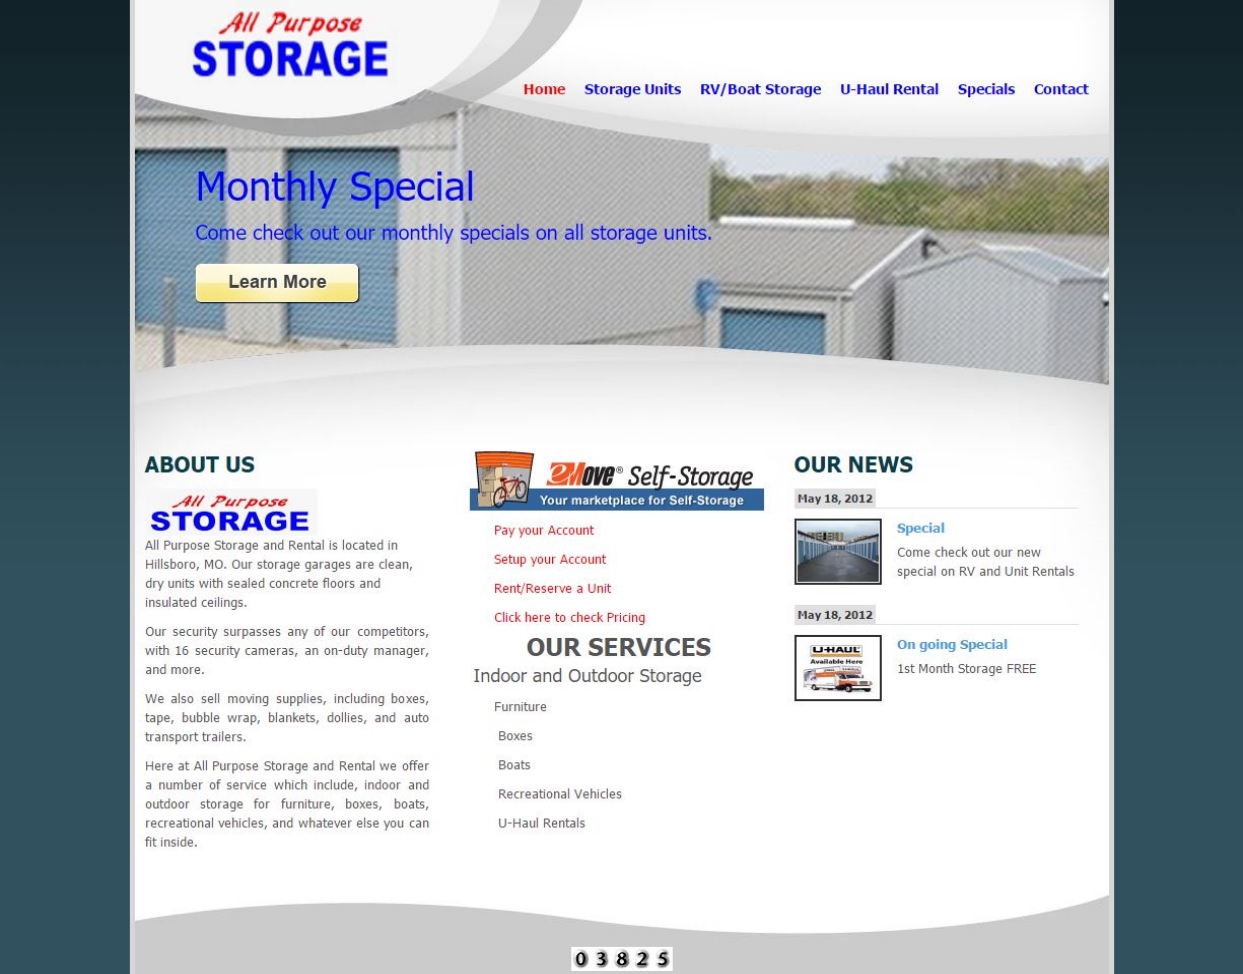 All Purpose
STORAGE
Home Storage Units RV/Boat Storage U-Haul Rental Specials Contact
Monthly Special
Come check out our monthly specials on all storage units.
Learn More
ABOUT US
All Purpose
STORAGE
All Purpose Storage and Rental is located in
Hillsboro, MO. Our storage garages are clean,
dry units with sealed concrete floors and
insulated ceilings.
Our security surpasses any of our competitors,
with 16 security cameras, an on-duty manager,
and more.
We also sell moving supplies, including boxes,
tape, bubble wrap, blankets, dollies, and auto
transport trailers.
Here at All Purpose Storage and Rental we offer
a number of service which include, indoor and
outdoor storage for furniture, boxes, boats,
recreational vehicles, and whatever else you can
fit inside.
eMove® Self-Storage
Your marketplace for Self-Storage
Pay your Account
Setup your Account
Rent/Reserve a Unit
Click here to check Pricing
OUR SERVICES
Indoor and Outdoor Storage
Furniture
Boxes
Boats
Recreational Vehicles
U-Haul Rentals
OUR NEWS
May 18, 2012
Special
Come check out our new
special on RV and Unit Rentals
May 18, 2012
U-HAUL
Available Here
On going Special
1st Month Storage FREE
03825